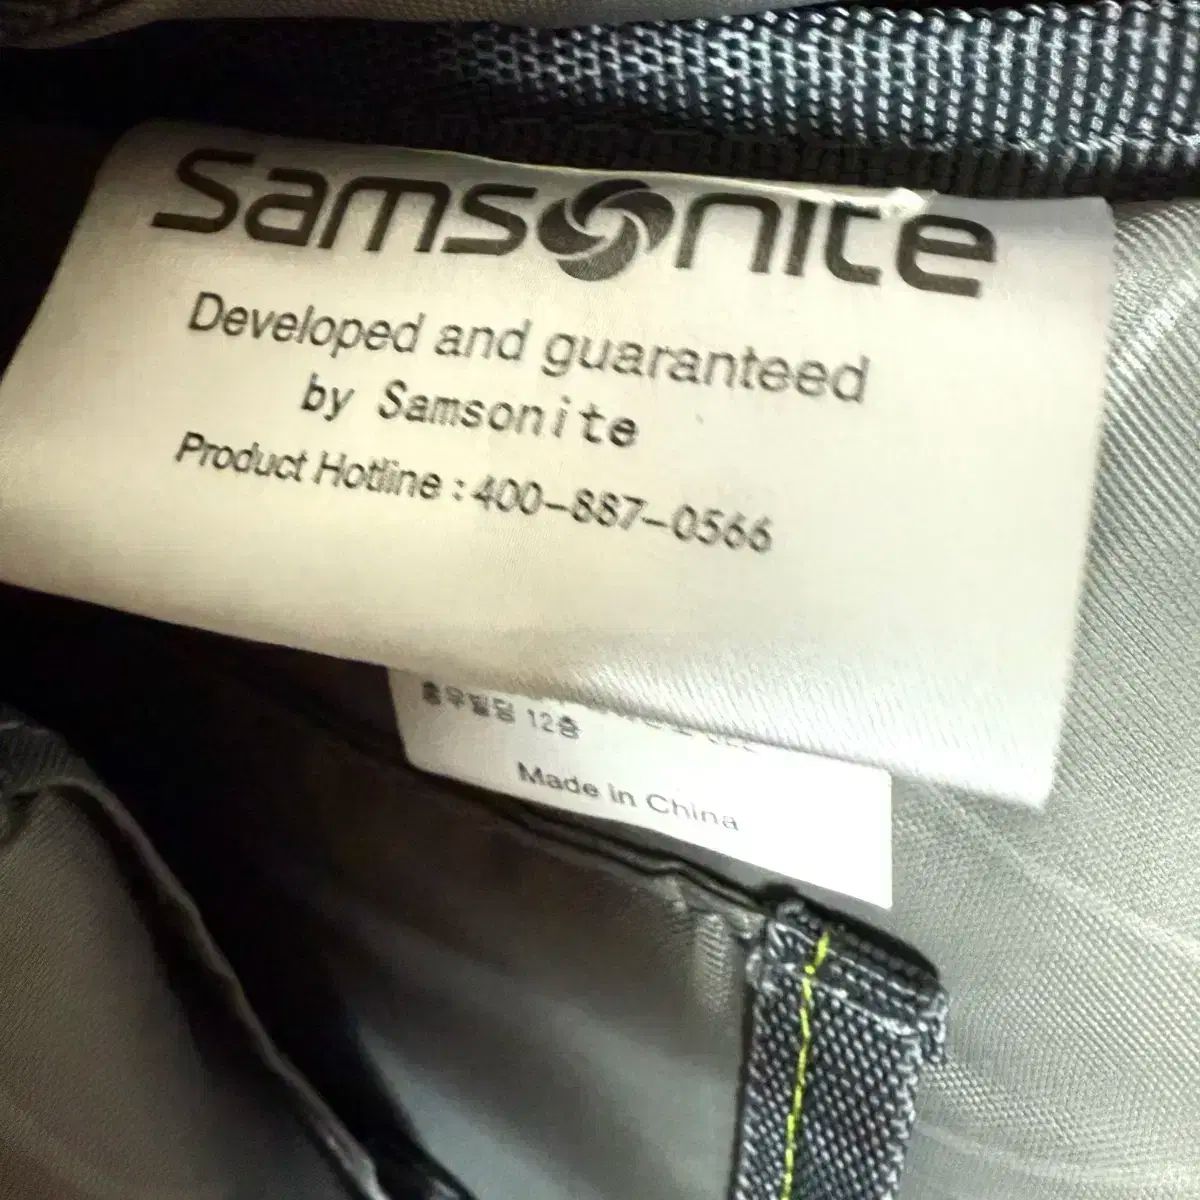 Samsonite
Developed and guaranteed
by Samsonite
Product Hotline : 400-887-0566
흥우빌딩 12층
Made in China